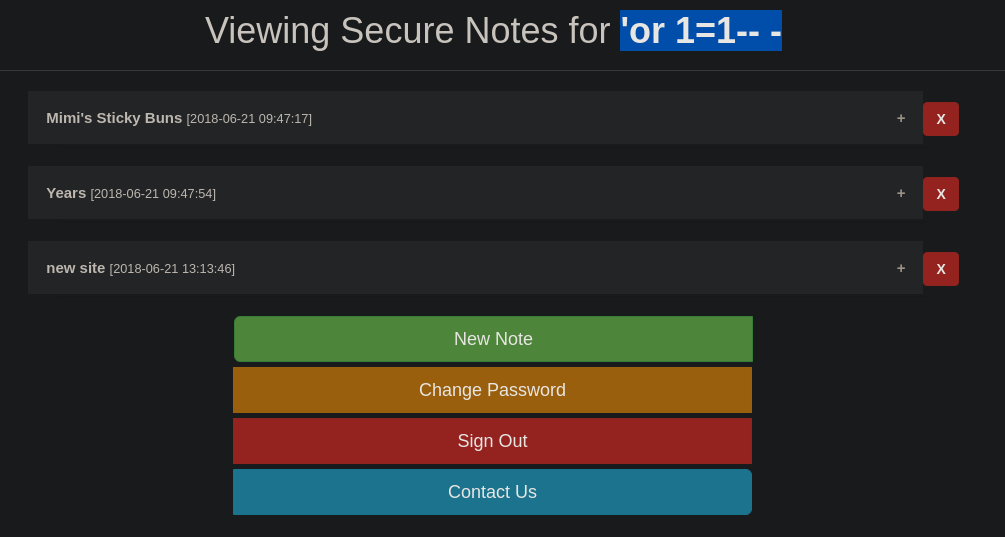 Viewing Secure Notes for 'or 1=1-- -
Mimi's Sticky Buns [2018-06-21 09:47:17] +
X
Years [2018-06-21 09:47:54] +
X
new site [2018-06-21 13:13:46] +
X
New Note
Change Password
Sign Out
Contact Us